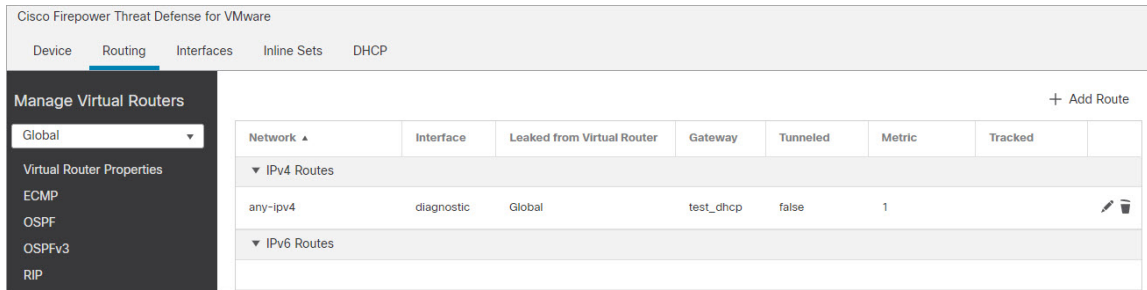 Cisco Firepower Threat Defense for VMware
Device Routing Interfaces Inline Sets DHCP
Manage Virtual Routers
Global
Virtual Router Properties
ECMP
OSPF
OSPFv3
RIP
+ Add Route
Network Interface Leaked from Virtual Router Gateway Tunneled Metric Tracked
IPv4 Routes
any-ipv4 diagnostic Global test_dhcp false 1
IPv6 Routes